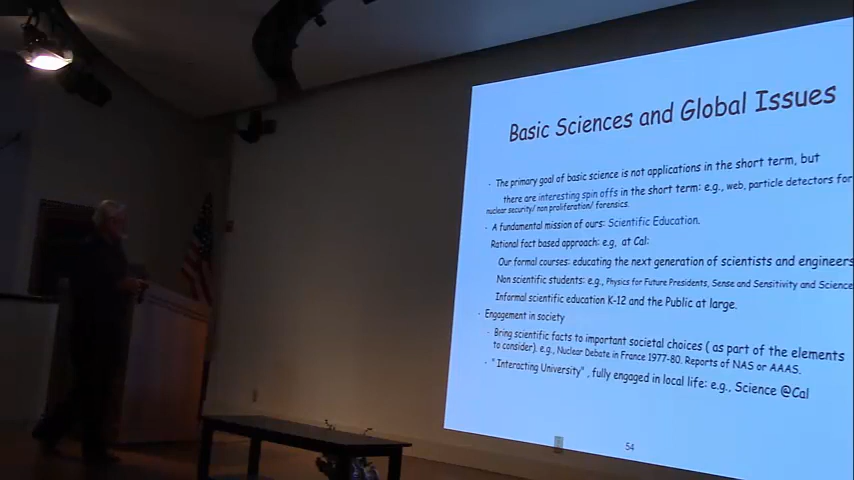 Basic Sciences and Global Issues
· The primary goal of basic science is not applications in the short term, but
there are interesting spin offs in the short term: e.g., web, particle detectors for
nuclear security/ non proliferation/ forensics.
· A fundamental mission of ours: Scientific Education.
Rational fact based approach: e.g, at Cal:
Our formal courses: educating the next generation of scientists and engineers
Non scientific students: e.g., Physics for Future Presidents, Sense and Sensitivity and Science
Informal scientific education K-12 and the Public at large.
· Engagement in society
· Bring scientific facts to important societal choices ( as part of the elements
to consider). e.g., Nuclear Debate in France 1977-80. Reports of NAS or AAAS.
· "Interacting University" , fully engaged in local life: e.g., Science @Cal
54